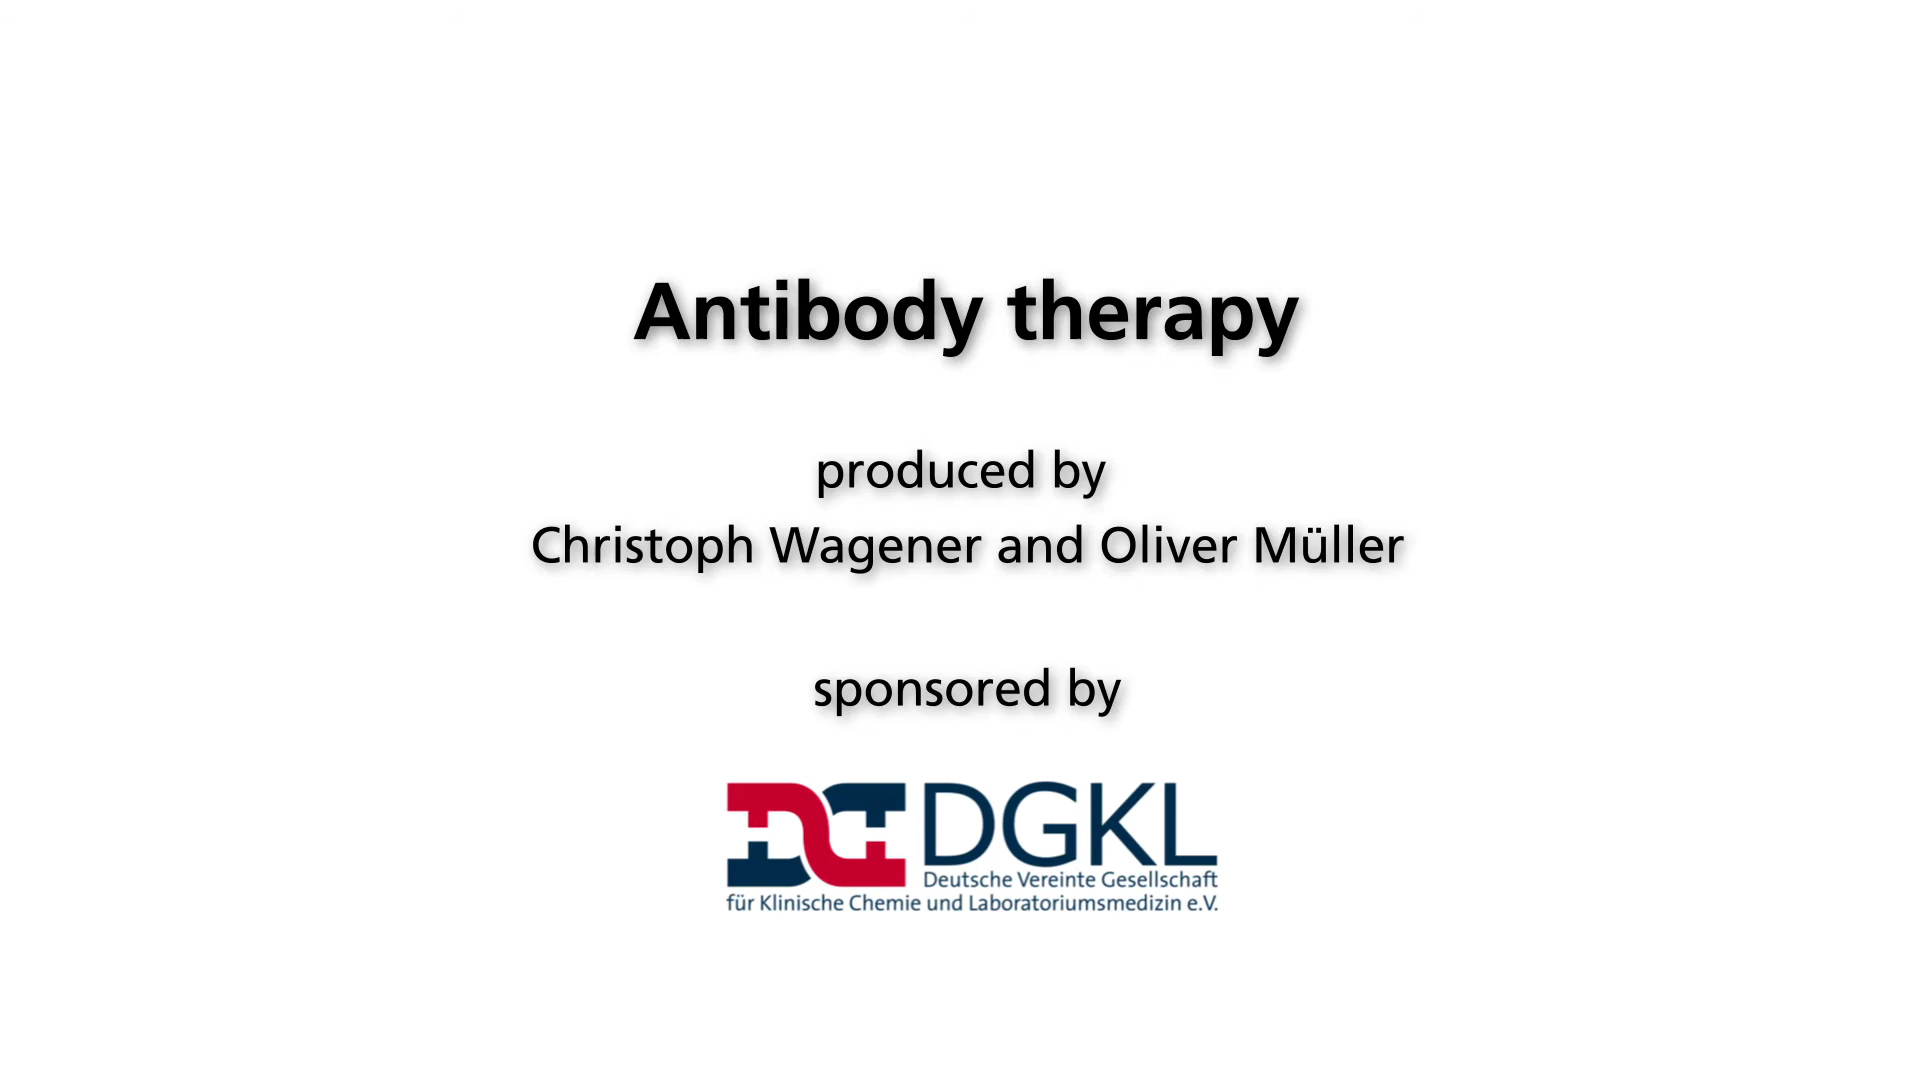 Antibody therapy
produced by
Christoph Wagener and Oliver Müller
sponsored by
DGKL
Deutsche Vereinte Gesellschaft
für Klinische Chemie und Laboratoriumsmedizin e.V.